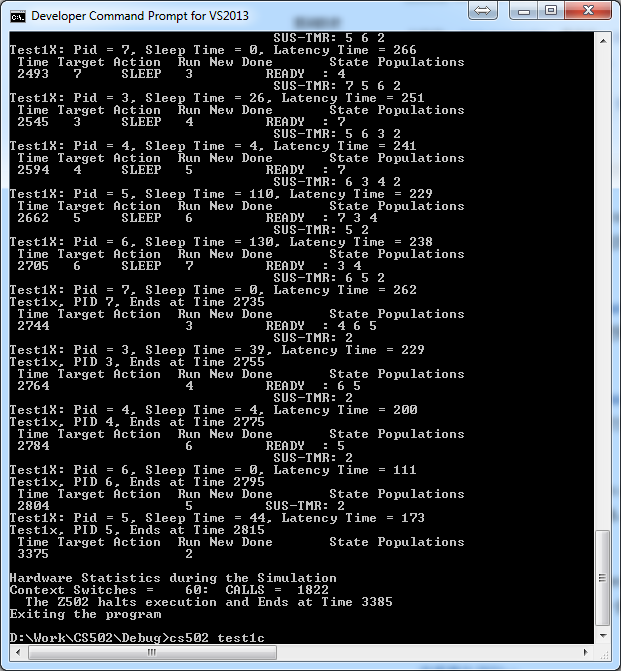 Developer Command Prompt for VS2013
SUS-TMR: 5 6 2
Test1X: Pid = 7, Sleep Time = 0, Latency Time = 266
Time Target Action  Run New Done       State Populations
2493   7     SLEEP   3         READY  : 4
SUS-TMR: 7 5 6 2
Test1X: Pid = 3, Sleep Time = 26, Latency Time = 251
Time Target Action  Run New Done       State Populations
2545   3     SLEEP   4         READY  : 7
SUS-TMR: 5 6 3 2
Test1X: Pid = 4, Sleep Time = 4, Latency Time = 241
Time Target Action  Run New Done       State Populations
2594   4     SLEEP   5         READY  : 7
SUS-TMR: 6 3 4 2
Test1X: Pid = 5, Sleep Time = 110, Latency Time = 229
Time Target Action  Run New Done       State Populations
2662   5     SLEEP   6         READY  : 7 3 4
SUS-TMR: 5 2
Test1X: Pid = 6, Sleep Time = 130, Latency Time = 238
Time Target Action  Run New Done       State Populations
2705   6     SLEEP   7         READY  : 3 4
SUS-TMR: 6 5 2
Test1X: Pid = 7, Sleep Time = 0, Latency Time = 262
Test1x, PID 7, Ends at Time 2735
Time Target Action  Run New Done       State Populations
2744                 3         READY  : 4 6 5
SUS-TMR: 2
Test1X: Pid = 3, Sleep Time = 39, Latency Time = 229
Test1x, PID 3, Ends at Time 2755
Time Target Action  Run New Done       State Populations
2764                 4         READY  : 6 5
SUS-TMR: 2
Test1X: Pid = 4, Sleep Time = 4, Latency Time = 200
Test1x, PID 4, Ends at Time 2775
Time Target Action  Run New Done       State Populations
2784                 6         READY  : 5
SUS-TMR: 2
Test1X: Pid = 6, Sleep Time = 0, Latency Time = 111
Test1x, PID 6, Ends at Time 2795
Time Target Action  Run New Done       State Populations
2804                 5         SUS-TMR: 2
Test1X: Pid = 5, Sleep Time = 44, Latency Time = 173
Test1x, PID 5, Ends at Time 2815
Time Target Action  Run New Done       State Populations
3375                 2
Hardware Statistics during the Simulation
Context Switches =    60:  CALLS =  1822
The Z502 halts execution and Ends at Time 3385
Exiting the program
D:\Work\CS502\Debug>cs502 test1c